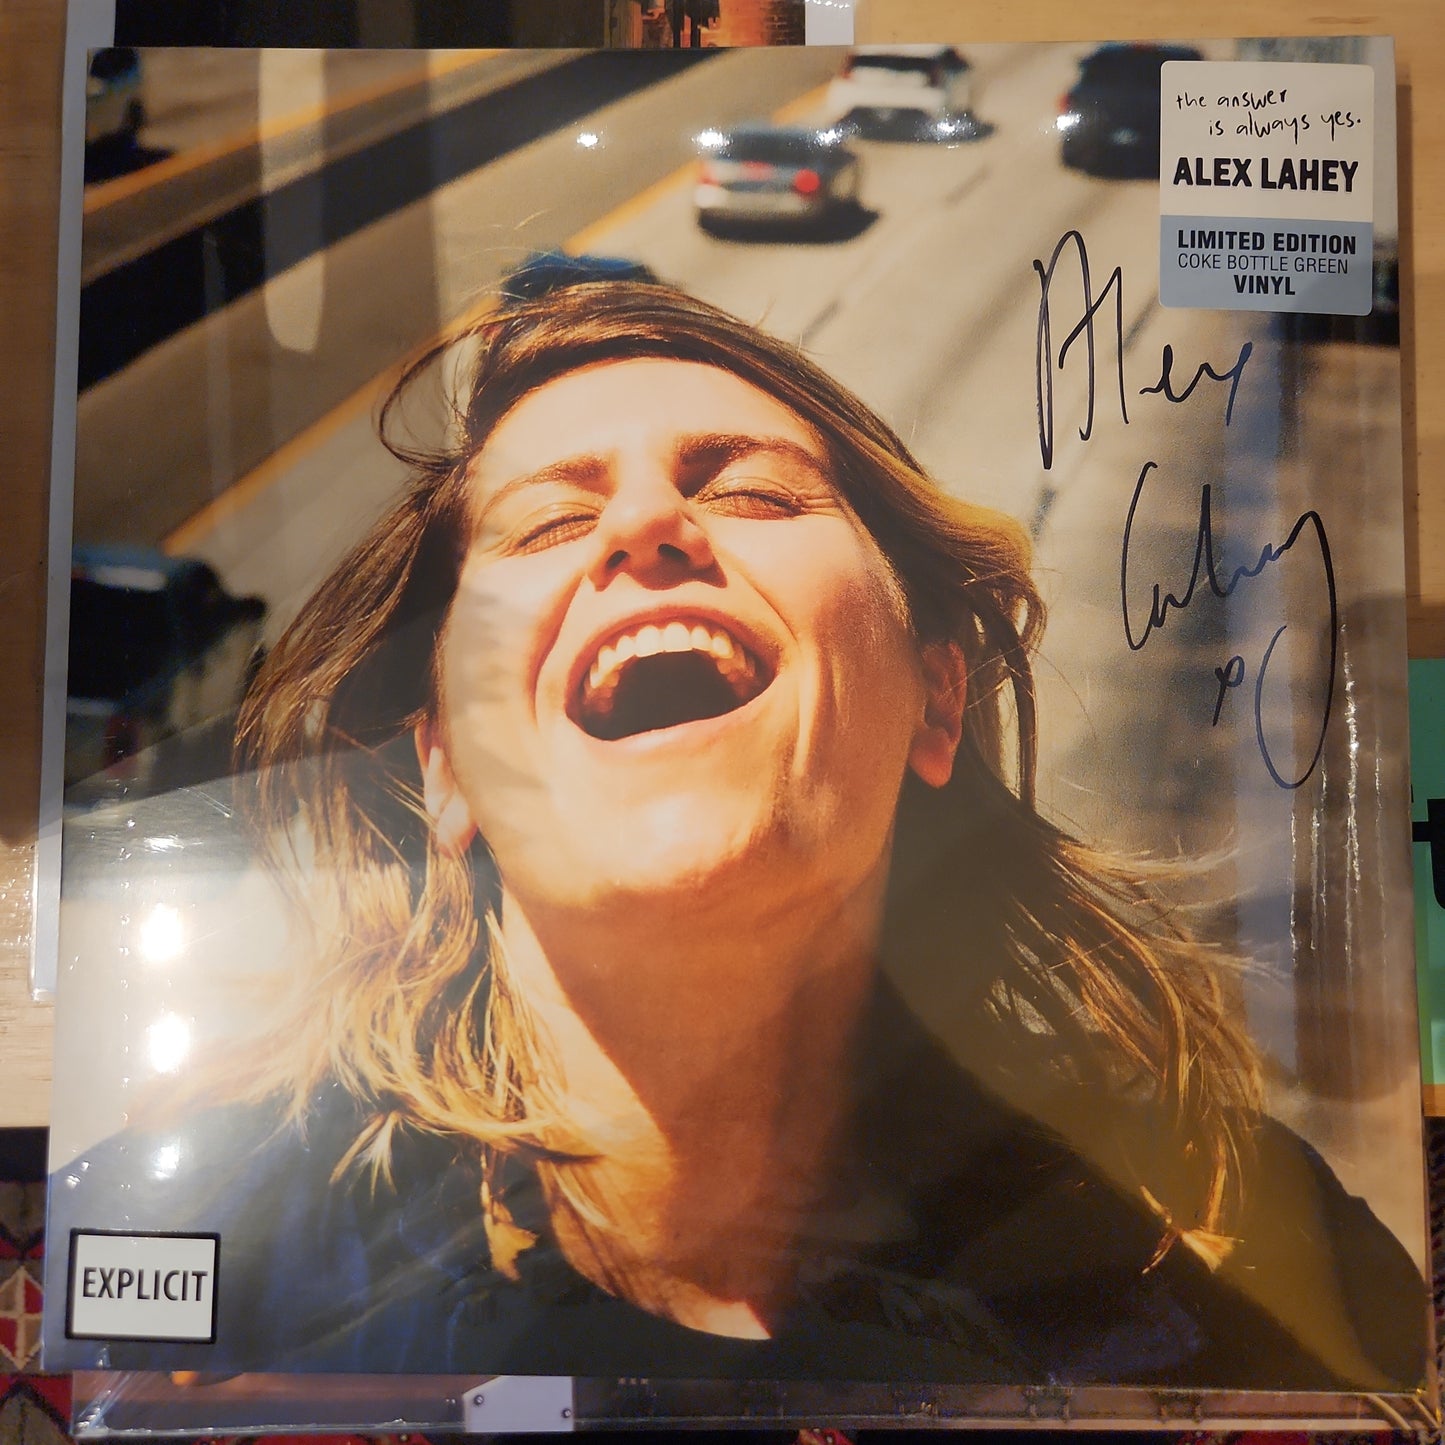 the answer
is always yes.
ALEX LAHEY
LIMITED EDITION
COKE BOTTLE GREEN
VINYL
Alex
Lahey
x
EXPLICIT